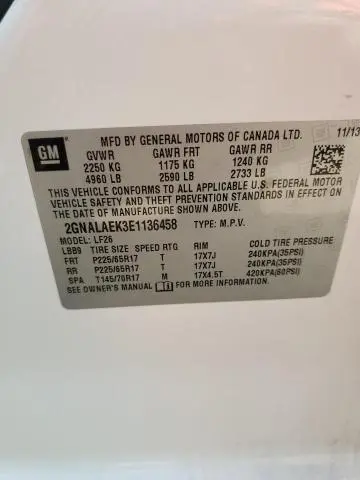 GM
MFD BY GENERAL MOTORS OF CANADA LTD. 11/13
GVWR GAWR FRT GAWR RR
2250 KG 1175 KG 1240 KG
4960 LB 2590 LB 2733 LB
THIS VEHICLE CONFORMS TO ALL APPLICABLE U.S. FEDERAL MOTOR
VEHICLE SAFETY AND THEFT PREVENTION STANDARDS IN EFFECT ON
THE DATE OF MANUFACTURE SHOWN ABOVE.
2GNALAEK3E1136458 TYPE: M.P.V.
MODEL: LF26
LBB9 TIRE SIZE SPEED RTG RIM COLD TIRE PRESSURE
FRT P225/65R17 T 17X7J 240KPA(35PSI)
RR P225/65R17 T 17X7J 240KPA(35PSI)
SPA T145/70R17 M 17X4.5T 420KPA(60PSI)
SEE OWNER'S MANUAL FOR MORE INFORMATION.